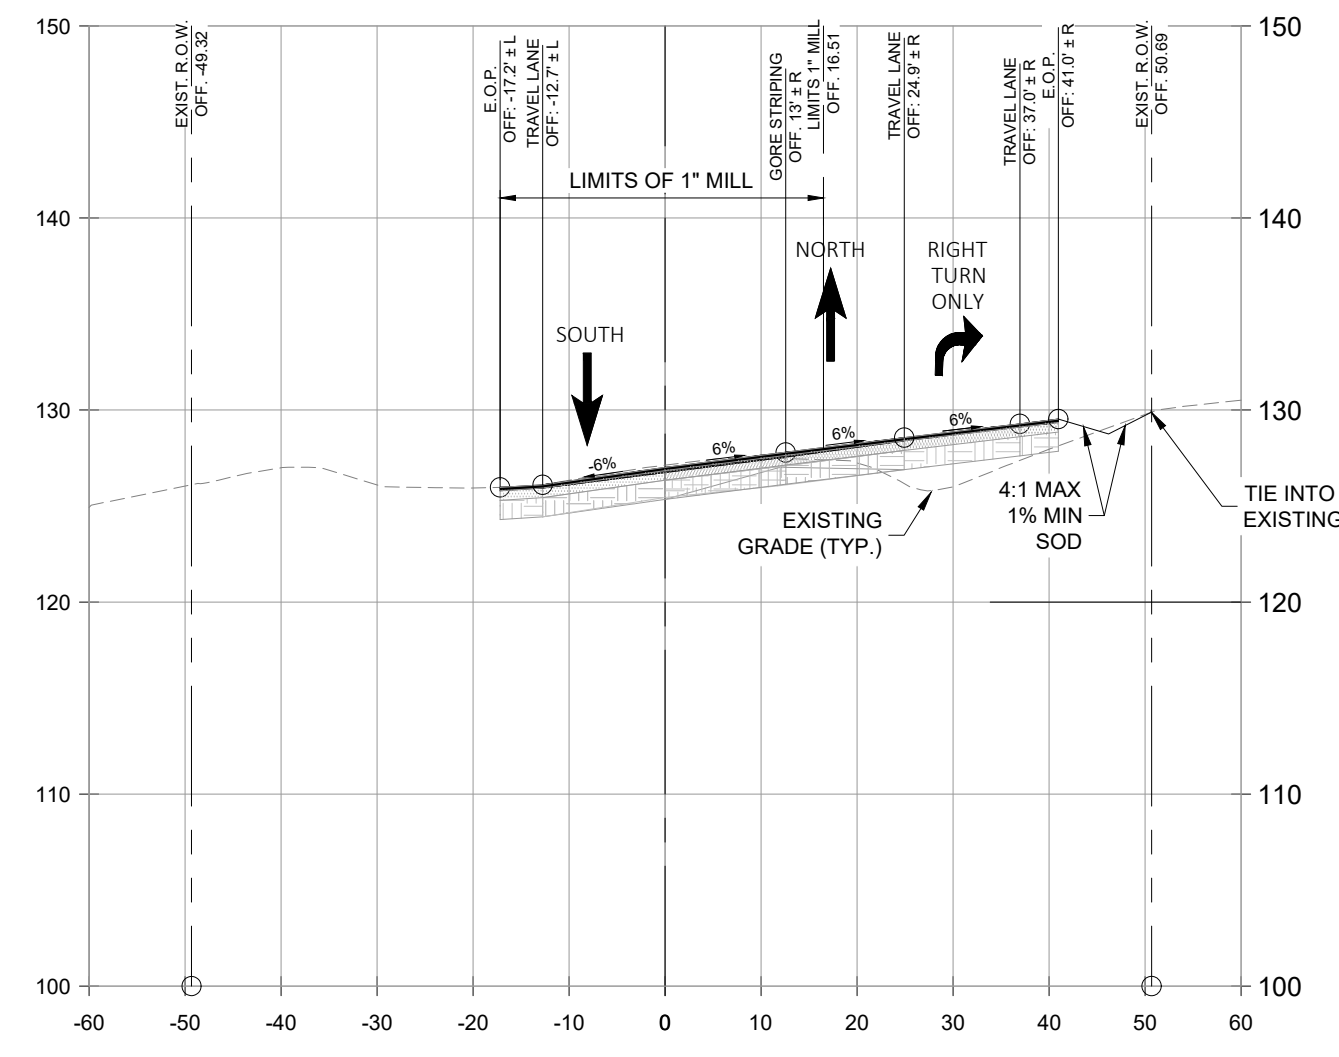 150
EXIST. R.O.W.
OFF. -49.32
E.O.P.
OFF: -17.2' ± L
TRAVEL LANE
OFF: -12.7' ± L
GORE STRIPING
OFF. 13' ± R
LIMITS 1" MILL
OFF. 16.51
TRAVEL LANE
OFF: 24.9' ± R
TRAVEL LANE
OFF: 37.0' ± R
E.O.P.
OFF: 41.0' ± R
EXIST. R.O.W.
OFF. 50.69
150
LIMITS OF 1" MILL
140
140
NORTH
RIGHT
TURN
ONLY
SOUTH
130
130
-6%
6%
6%
6%
4:1 MAX
1% MIN
SOD
TIE INTO
EXISTING
EXISTING
GRADE (TYP.)
120
120
110
110
100
100
-60
-50
-40
-30
-20
-10
0
10
20
30
40
50
60